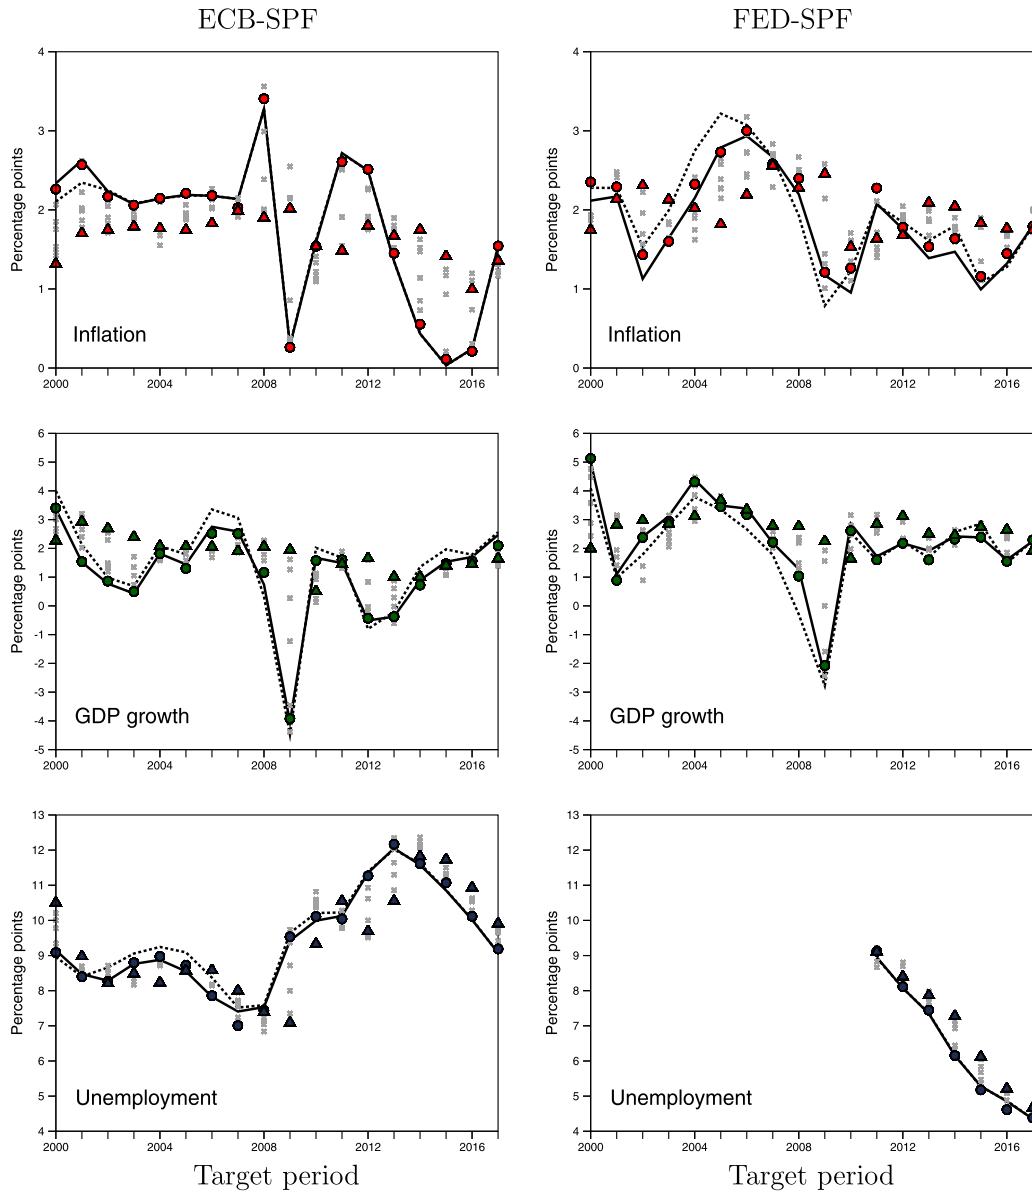 ECB-SPF
FED-SPF
Percentage points
4
3
2
1
0
Inflation
2000 2004 2008 2012 2016
Percentage points
4
3
2
1
0
Inflation
2000 2004 2008 2012 2016
Percentage points
6
5
4
3
2
1
0
-1
-2
-3
-4
-5
GDP growth
2000 2004 2008 2012 2016
Percentage points
6
5
4
3
2
1
0
-1
-2
-3
-4
-5
GDP growth
2000 2004 2008 2012 2016
Percentage points
13
12
11
10
9
8
7
6
5
4
Unemployment
2000 2004 2008 2012 2016
Target period
Percentage points
13
12
11
10
9
8
7
6
5
4
Unemployment
2000 2004 2008 2012 2016
Target period